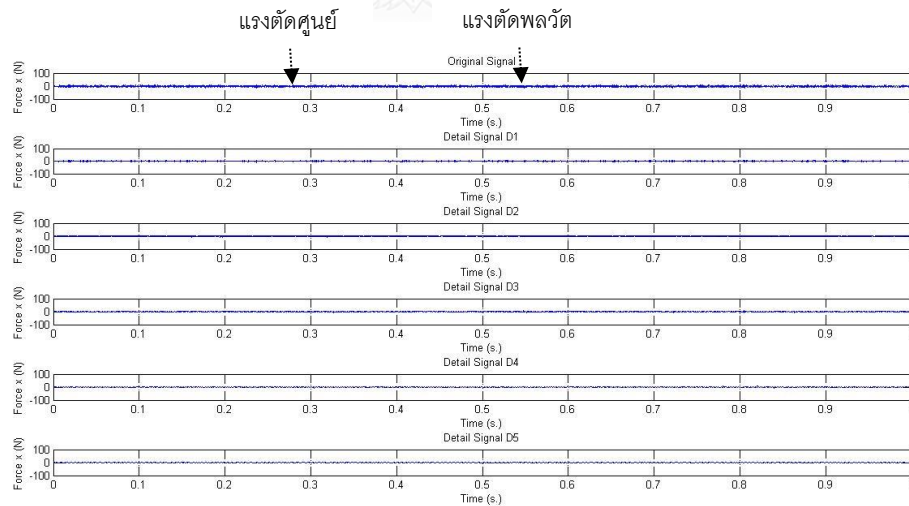 แรงตัดศูนย์ แรงตัดพลวัต
Original Signal
Force x (N)
100
0
-100
0 0.1 0.2 0.3 0.4 0.5 0.6 0.7 0.8 0.9
Time (s.)
Detail Signal D1
Force x (N)
100
0
-100
0 0.1 0.2 0.3 0.4 0.5 0.6 0.7 0.8 0.9
Time (s.)
Detail Signal D2
Force x (N)
100
0
-100
0 0.1 0.2 0.3 0.4 0.5 0.6 0.7 0.8 0.9
Time (s.)
Detail Signal D3
Force x (N)
100
0
-100
0 0.1 0.2 0.3 0.4 0.5 0.6 0.7 0.8 0.9
Time (s.)
Detail Signal D4
Force x (N)
100
0
-100
0 0.1 0.2 0.3 0.4 0.5 0.6 0.7 0.8 0.9
Time (s.)
Detail Signal D5
Force x (N)
100
0
-100
0 0.1 0.2 0.3 0.4 0.5 0.6 0.7 0.8 0.9
Time (s.)